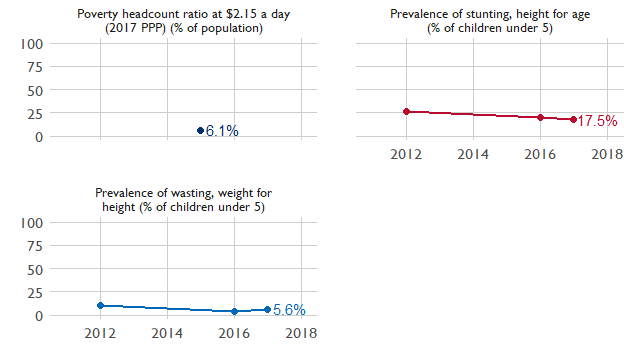 Poverty headcount ratio at $2.15 a day
(2017 PPP) (% of population)
100
75
50
25
0
6.1%
Prevalence of stunting, height for age
(% of children under 5)
17.5%
2012 2014 2016 2018
Prevalence of wasting, weight for
height (% of children under 5)
100
75
50
25
0
5.6%
2012 2014 2016 2018